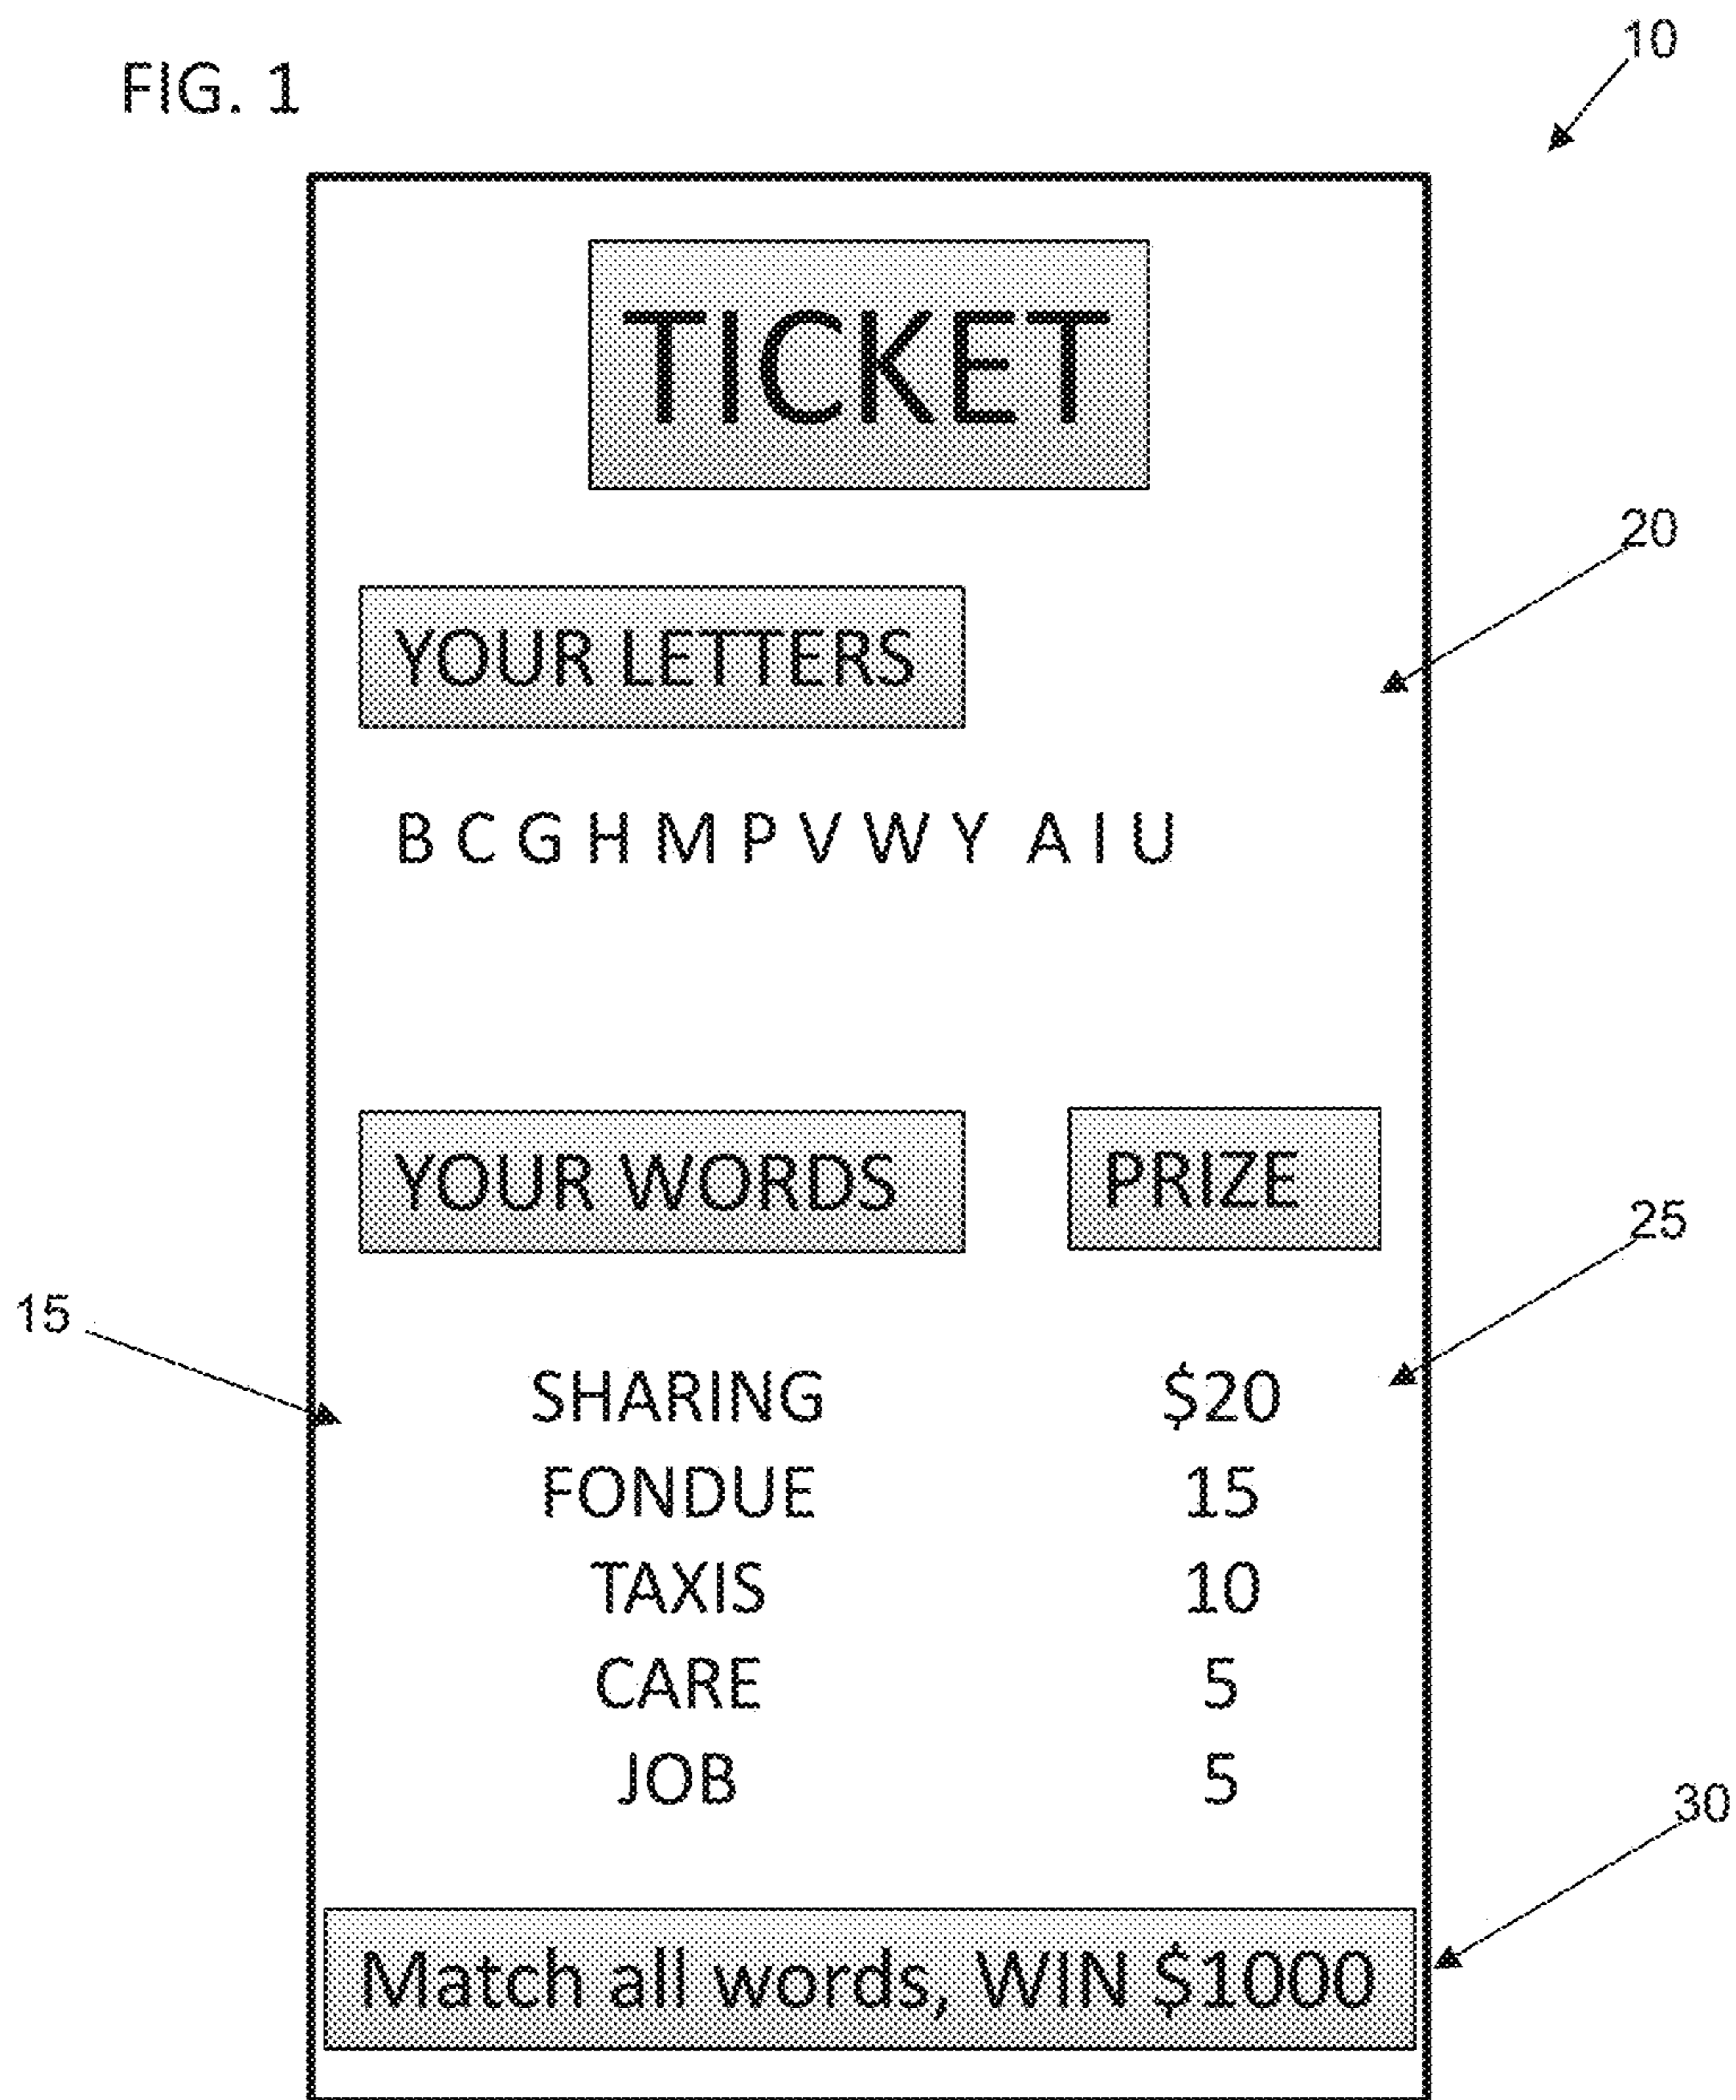 FIG. 1
10
TICKET
20
YOUR LETTERS
B C G H M P V W Y A I U
YOUR WORDS PRIZE
25
15
SHARING $20
FONDUE 15
TAXIS 10
CARE 5
JOB 5
30
Match all words, WIN $1000